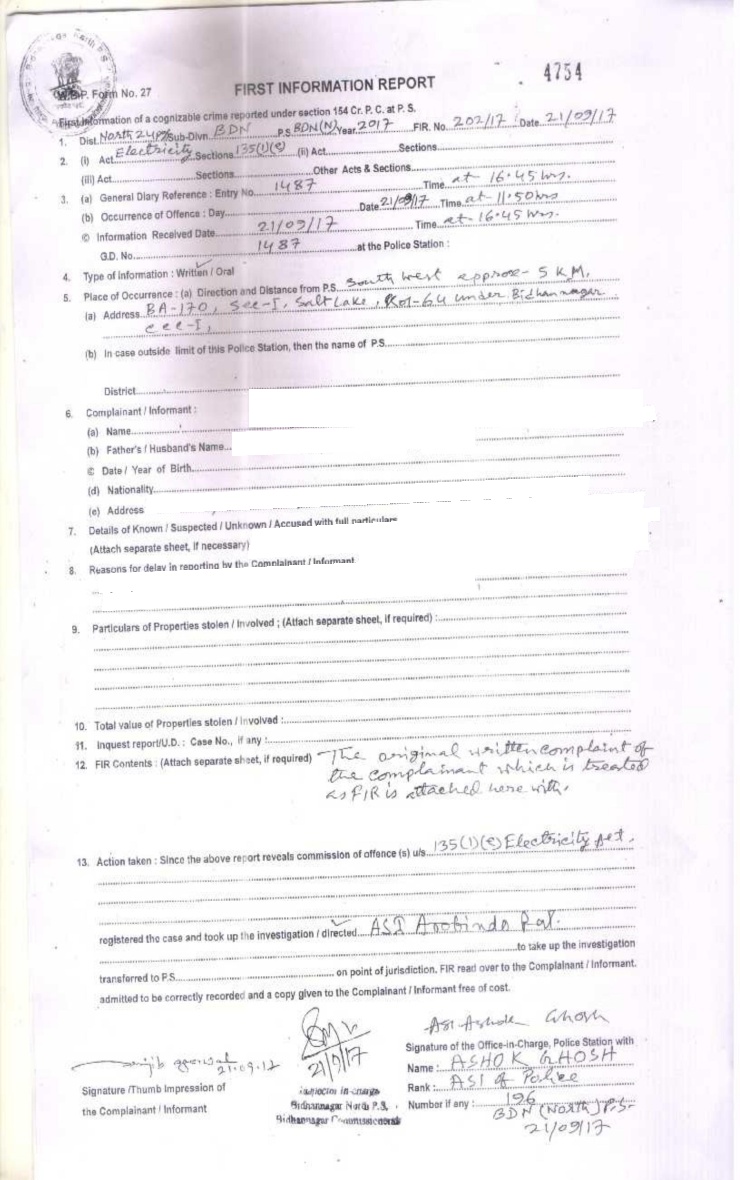 4754
W.B.P. Form No. 27
FIRST INFORMATION REPORT
First Information of a cognizable crime reported under section 154 Cr. P. C. at P. S.
1. Dist. North 24 Pgs Sub-Divn. BDN P.S. BDN(N) Year 2017 FIR. No. 202/17 Date 21/09/17
2. (i) Act Electricity Sections 135(1)(e) (ii) Act Sections
(iii) Act Sections Other Acts & Sections
3. (a) General Diary Reference : Entry No. 1487 Time at 16.45 hrs.
(b) Occurrence of Offence : Day Date 21/09/17 Time at 11.50 hrs
© Information Received Date 21/09/17 Time at 16.45 hrs.
G.D. No. 1487 at the Police Station :
4. Type of information : Written / Oral
5. Place of Occurrence : (a) Direction and Distance from P.S. South west approx - 5 KM,
(a) Address BA-170, Sec-I, Salt Lake, Kol-64 under Bidhannagar
ccc-I,
(b) In case outside limit of this Police Station, then the name of P.S.
District
6. Complainant / Informant :
(a) Name
(b) Father's / Husband's Name
© Date / Year of Birth
(d) Nationality
(e) Address
7. Details of Known / Suspected / Unknown / Accused with full particulars
(Attach separate sheet, if necessary)
8. Reasons for delay in reporting by the Complainant / Informant
9. Particulars of Properties stolen / Involved ; (Attach separate sheet, if required) :
10. Total value of Properties stolen / Involved :
11. Inquest report/U.D. : Case No., if any :
12. FIR Contents : (Attach separate sheet, if required) The original written complaint of
the complainant which is treated
as FIR is attached here with.
13. Action taken : Since the above report reveals commission of offence (s) u/s 135(1)(e) Electricity Act.
registered the case and took up the investigation / directed ASI Arobindo Pal.
to take up the investigation
transferred to P.S. on point of jurisdiction. FIR read over to the Complainant / Informant.
admitted to be correctly recorded and a copy given to the Complainant / Informant free of cost.
ASI Ashok Ghosh
21.09.17
21/9/17
Signature of the Office-in-Charge, Police Station with
Name : ASHOK GHOSH
Signature /Thumb Impression of
the Complainant / Informant
Inspector in-charge
Bidhannagar North P.S.
Bidhannagar Commissionerate
Rank : ASI of Police
Number if any : 196
BDN (North) P.S.
21/09/17